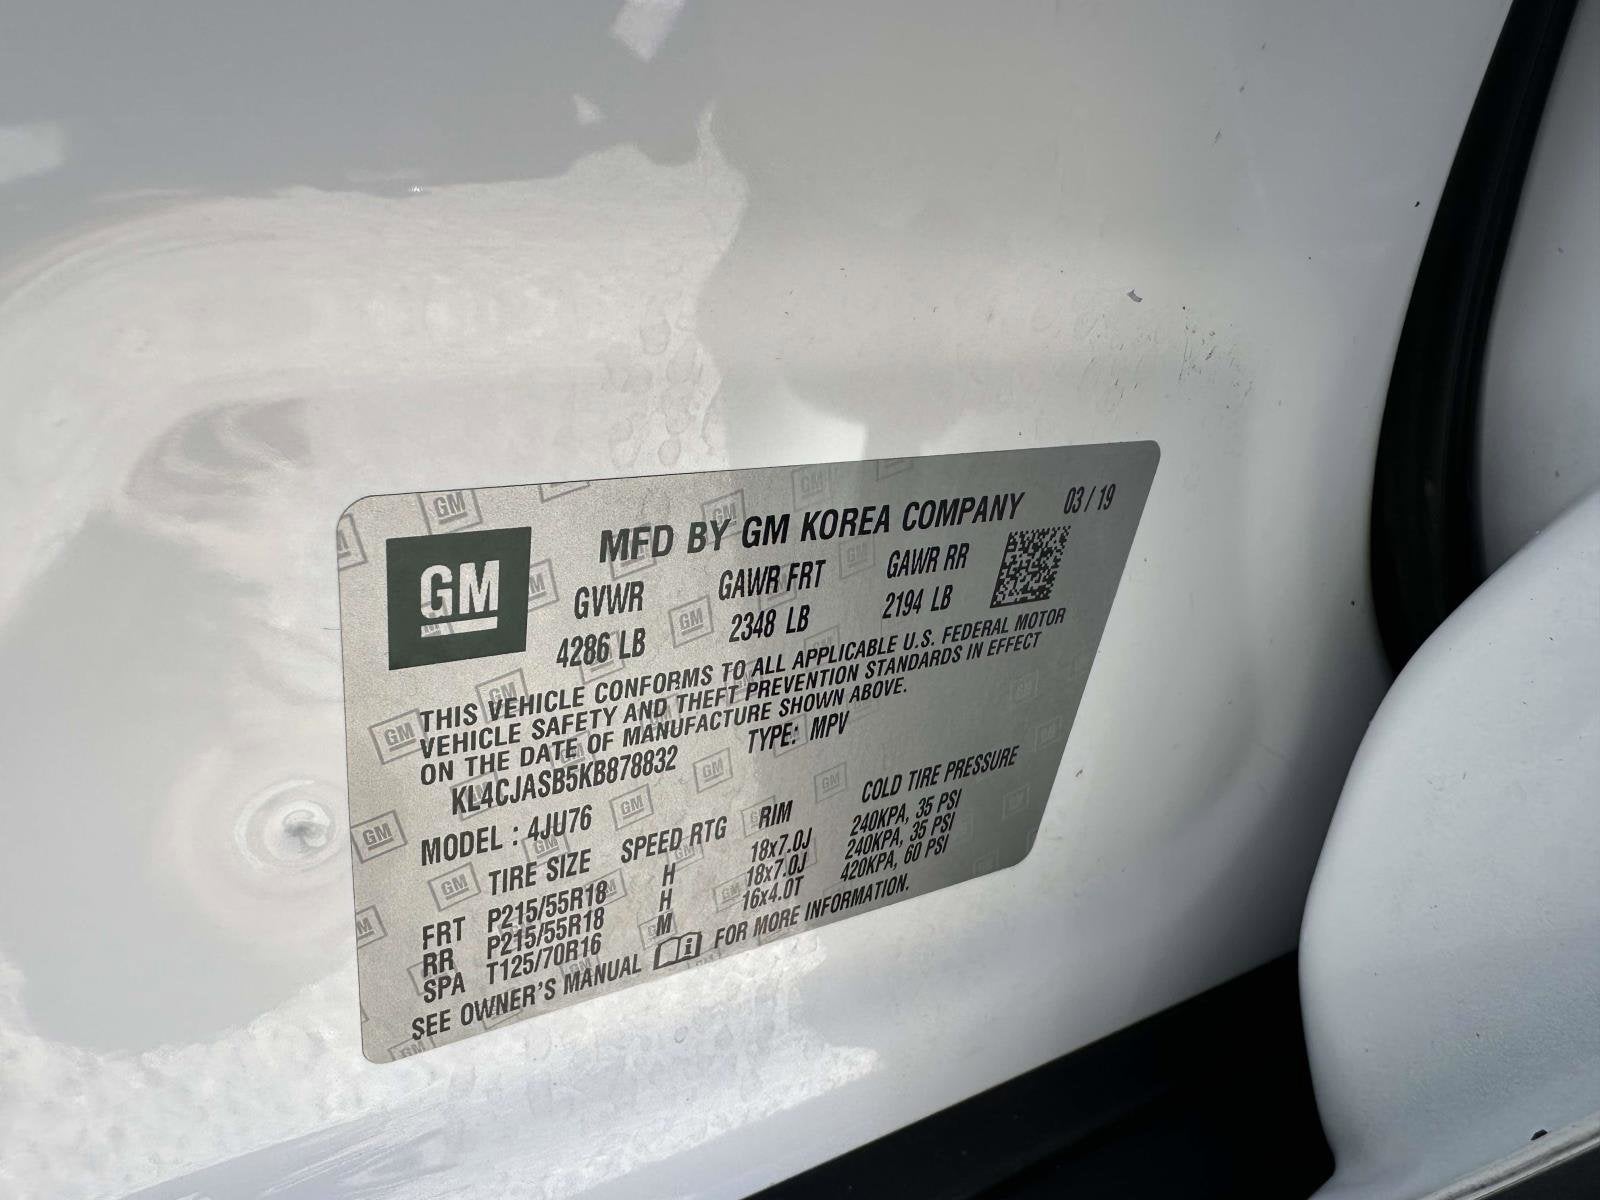 GM
MFD BY GM KOREA COMPANY 03/19
GVWR GAWR FRT GAWR RR
4286 LB 2348 LB 2194 LB
THIS VEHICLE CONFORMS TO ALL APPLICABLE U.S. FEDERAL MOTOR
VEHICLE SAFETY AND THEFT PREVENTION STANDARDS IN EFFECT
ON THE DATE OF MANUFACTURE SHOWN ABOVE.
KL4CJASB5KB878832 TYPE: MPV
MODEL : 4JU76
TIRE SIZE SPEED RTG RIM COLD TIRE PRESSURE
FRT P215/55R18 H 18x7.0J 240KPA, 35 PSI
RR P215/55R18 H 18x7.0J 240KPA, 35 PSI
SPA T125/70R16 M 16x4.0T 420KPA, 60 PSI
SEE OWNER'S MANUAL FOR MORE INFORMATION.